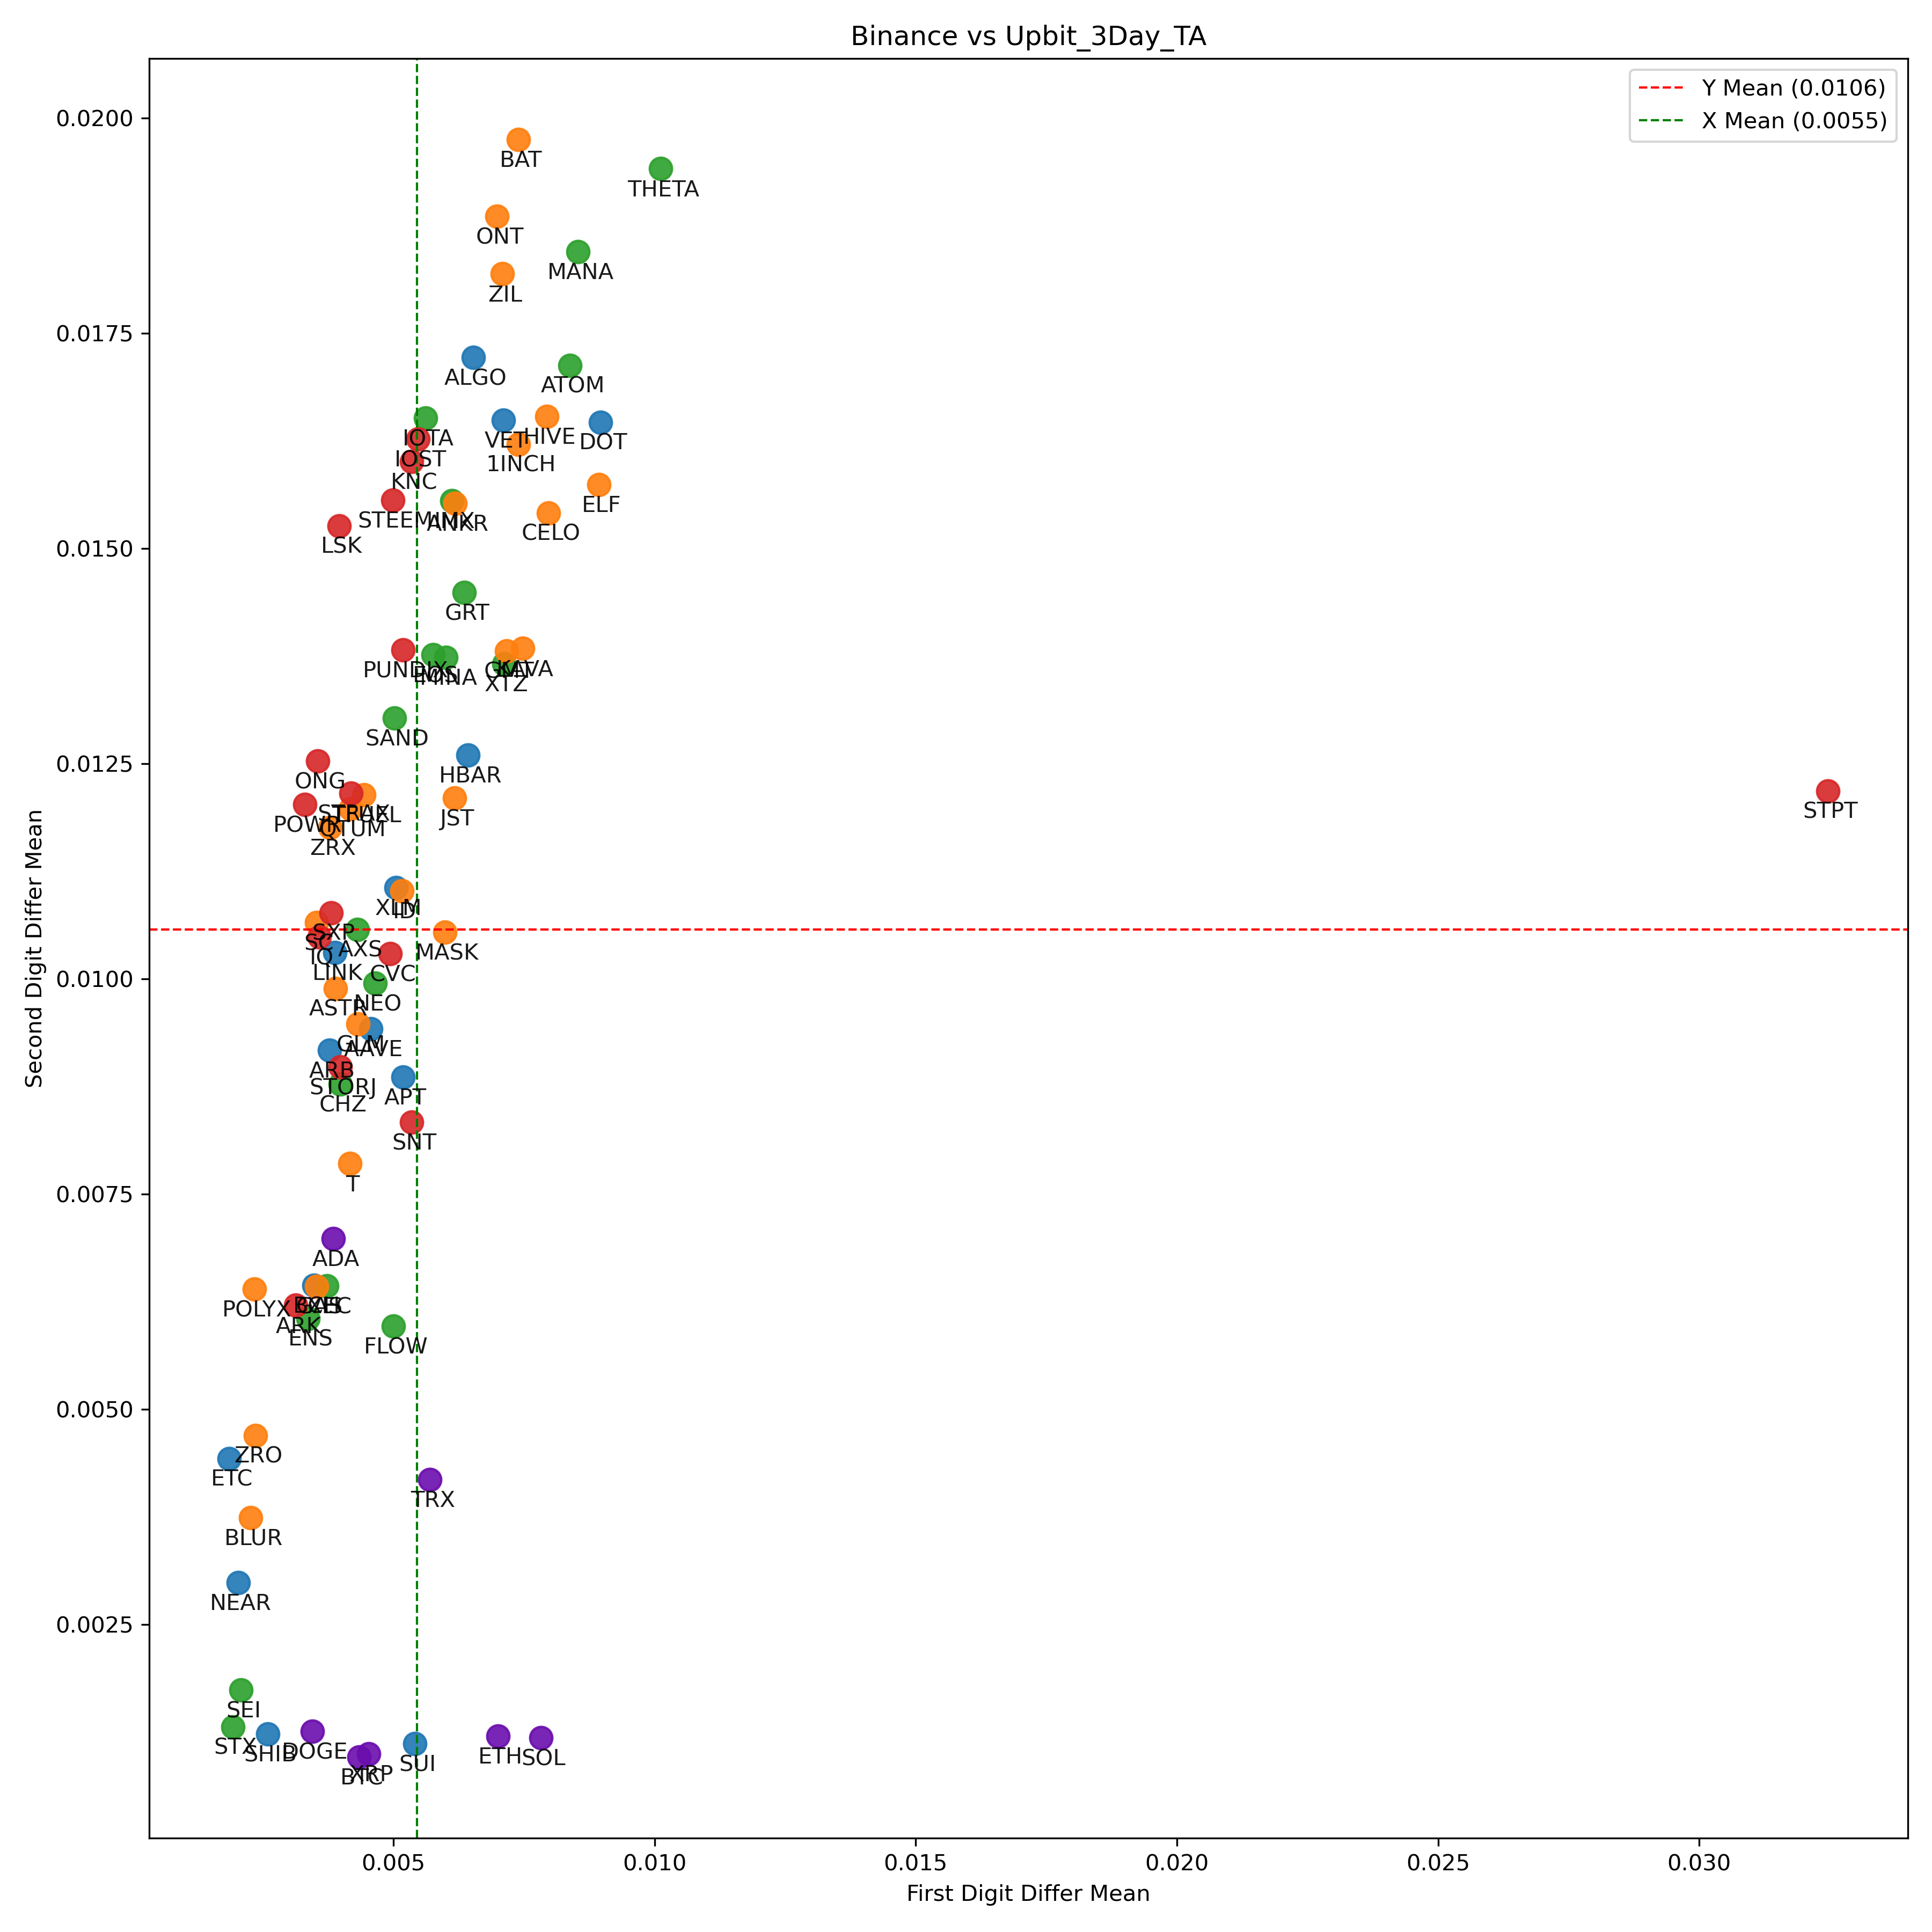 Binance vs Upbit_3Day_TA
Y Mean (0.0106)
X Mean (0.0055)
0.0200
0.0175
0.0150
0.0125
0.0100
0.0075
0.0050
0.0025
Second Digit Differ Mean
BAT
THETA
ONT
MANA
ZIL
ALGO
ATOM
IOTA
VET
HIVE
DOT
IOST
1INCH
KNC
ELF
STEEM
IMX
ANKR
CELO
LSK
GRT
PUNDIX
EOS
MINA
KAVA
XTZ
SAND
HBAR
ONG
STRAX
TFUEL
JST
STPT
POWR
QTUM
ZRX
XLM
ID
SXP
SC
IQ
AXS
MASK
LINK
CVC
NEO
ASTR
GLM
AAVE
ARB
STORJ
APT
CHZ
SNT
T
ADA
POLYX
ARK
ENS
FLOW
ZRO
ETC
TRX
BLUR
NEAR
SEI
STX
SHIB
DOGE
BTC
XRP
SUI
ETH
SOL
0.005
0.010
0.015
0.020
0.025
0.030
First Digit Differ Mean